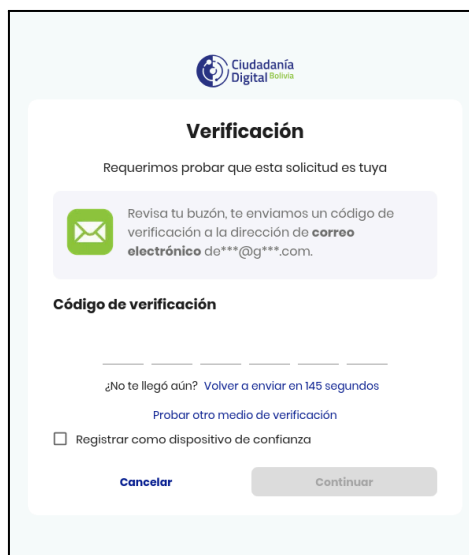 Ciudadanía
Digital Bolivia
Verificación
Requerimos probar que esta solicitud es tuya
Revisa tu buzón, te enviamos un código de
verificación a la dirección de correo
electrónico de***@g***.com.
Código de verificación
¿No te llegó aún? Volver a enviar en 145 segundos
Probar otro medio de verificación
Registrar como dispositivo de confianza
Cancelar Continuar